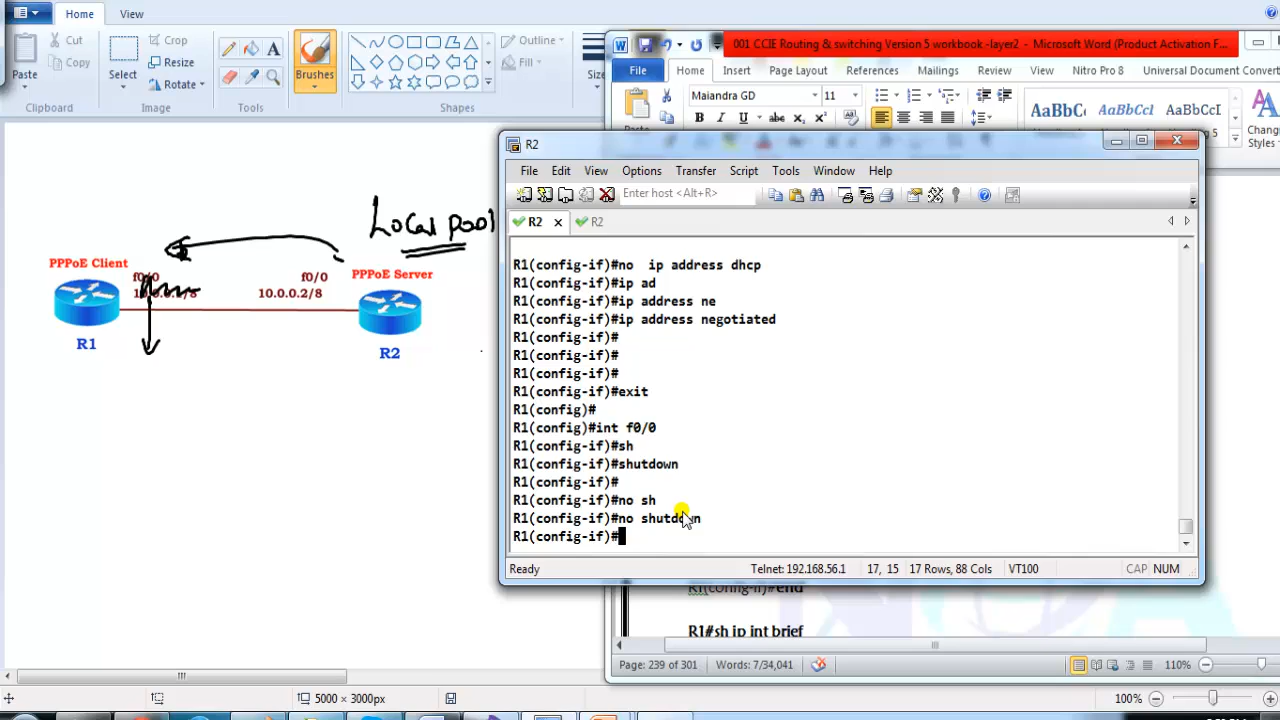 Home
View
Paste
Cut
Copy
Clipboard
Select
Crop
Resize
Rotate
Image
Tools
Brushes
Shapes
Outline
Fill
001 CCIE Routing & switching Version 5 workbook -layer2 - Microsoft Word (Product Activation F...
File
Home
Insert
Page Layout
References
Mailings
Review
View
Nitro Pro 8
Universal Document Convert
Maiandra GD
11
AaBbC
AaBbCcI
AaBbCcI
Local pool
PPPoE Client
f0/0
f0/0
PPPoE Server
10.0.0.2/8
R1
R2
R2
File
Edit
View
Transfer
Script
Options
Tools
Window
Help
Enter host <Alt+R>
R2
R2
R1(config-if)#no  ip address dhcp
R1(config-if)#ip ad
R1(config-if)#ip address ne
R1(config-if)#ip address negotiated
R1(config-if)#
R1(config-if)#
R1(config-if)#
R1(config-if)#exit
R1(config)#
R1(config)#int f0/0
R1(config-if)#sh
R1(config-if)#shutdown
R1(config-if)#
R1(config-if)#no sh
R1(config-if)#no shutdown
R1(config-if)#
Ready
Telnet: 192.168.56.1
17, 15
17 Rows, 88 Cols
VT100
CAP
NUM
R1(config-if)#end
R1#sh ip int brief
Page: 239 of 301
Words: 7/34,041
110%
5000 × 3000px
100%